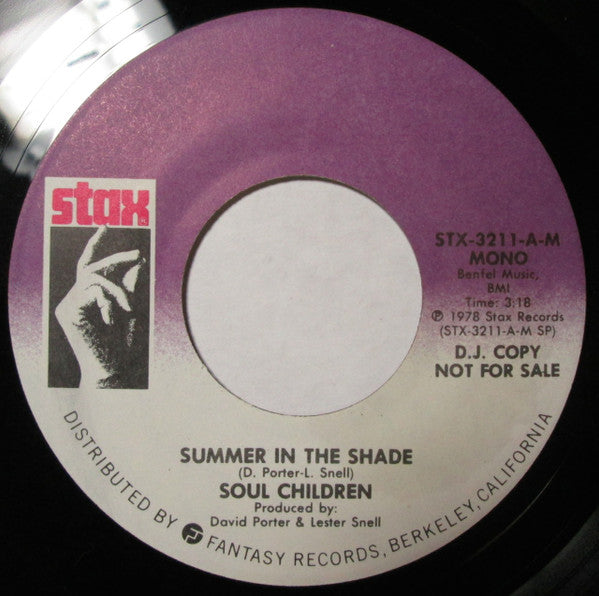 stax
STX-3211-A-M
MONO
Benfel Music,
BMI
Time: 3:18
℗ 1978 Stax Records
(STX-3211-A-M SP)
D.J. COPY
NOT FOR SALE
SUMMER IN THE SHADE
(D. Porter-L. Snell)
SOUL CHILDREN
Produced by:
David Porter & Lester Snell
DISTRIBUTED BY FANTASY RECORDS, BERKELEY, CALIFORNIA